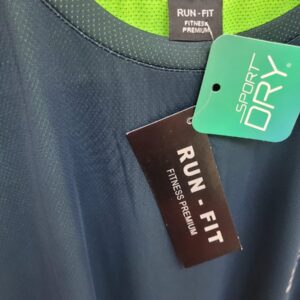 RUN - FIT
FITNESS
PREMIUM
SPORT
DRY
RUN - FIT
FITNESS PREMIUM